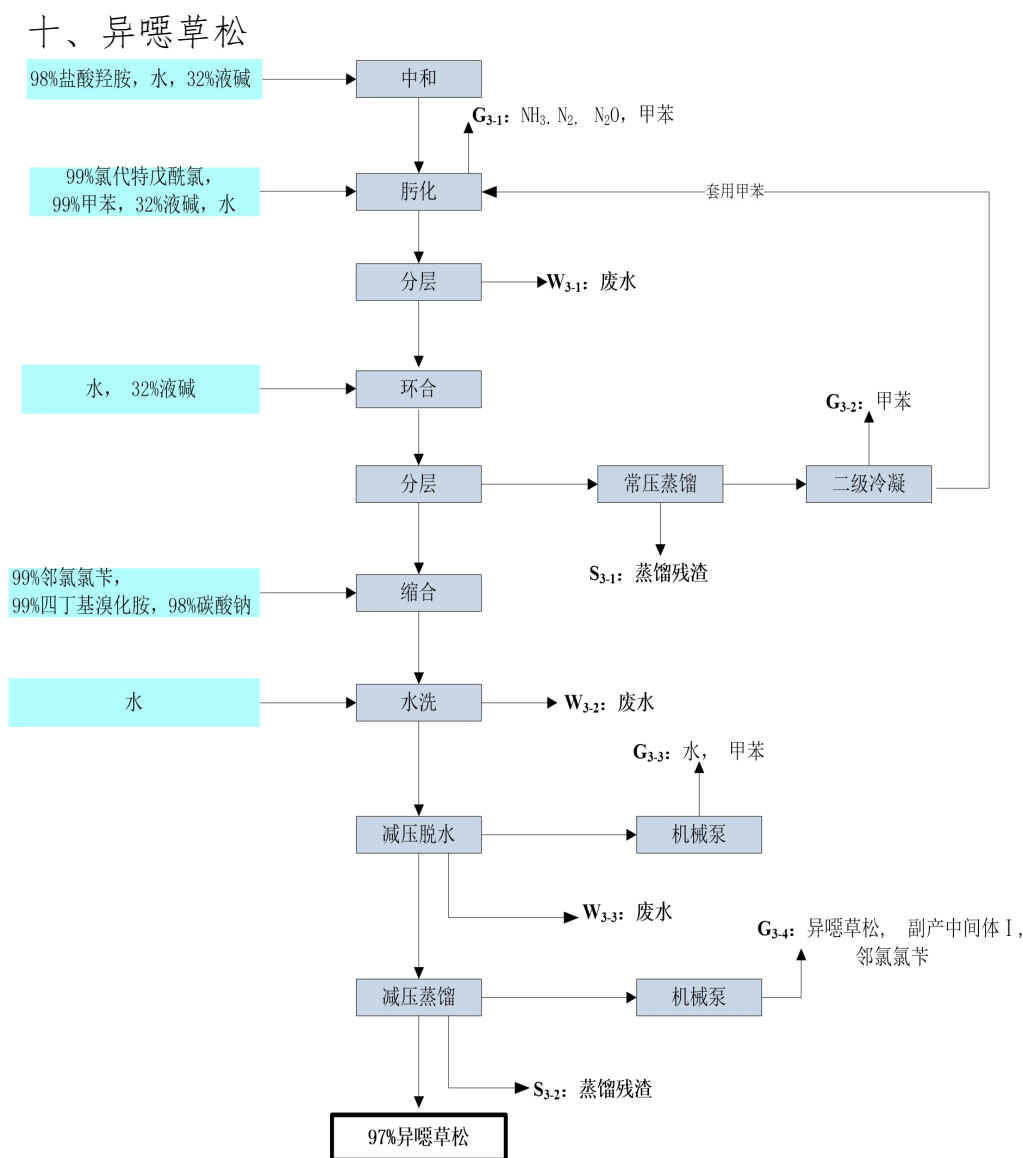 十、异噁草松
98%盐酸羟胺，水，32%液碱
中和
G3-1：NH3, N2, N2O，甲苯
99%氯代特戊酰氯，
99%甲苯，32%液碱，水
肟化
套用甲苯
分层
W3-1：废水
水， 32%液碱
环合
G3-2：甲苯
分层
常压蒸馏
二级冷凝
S3-1：蒸馏残渣
99%邻氯氯苄，
99%四丁基溴化胺，98%碳酸钠
缩合
水
水洗
W3-2：废水
G3-3：水， 甲苯
减压脱水
机械泵
W3-3：废水
G3-4：异噁草松， 副产中间体Ⅰ，
邻氯氯苄
减压蒸馏
机械泵
S3-2：蒸馏残渣
97%异噁草松